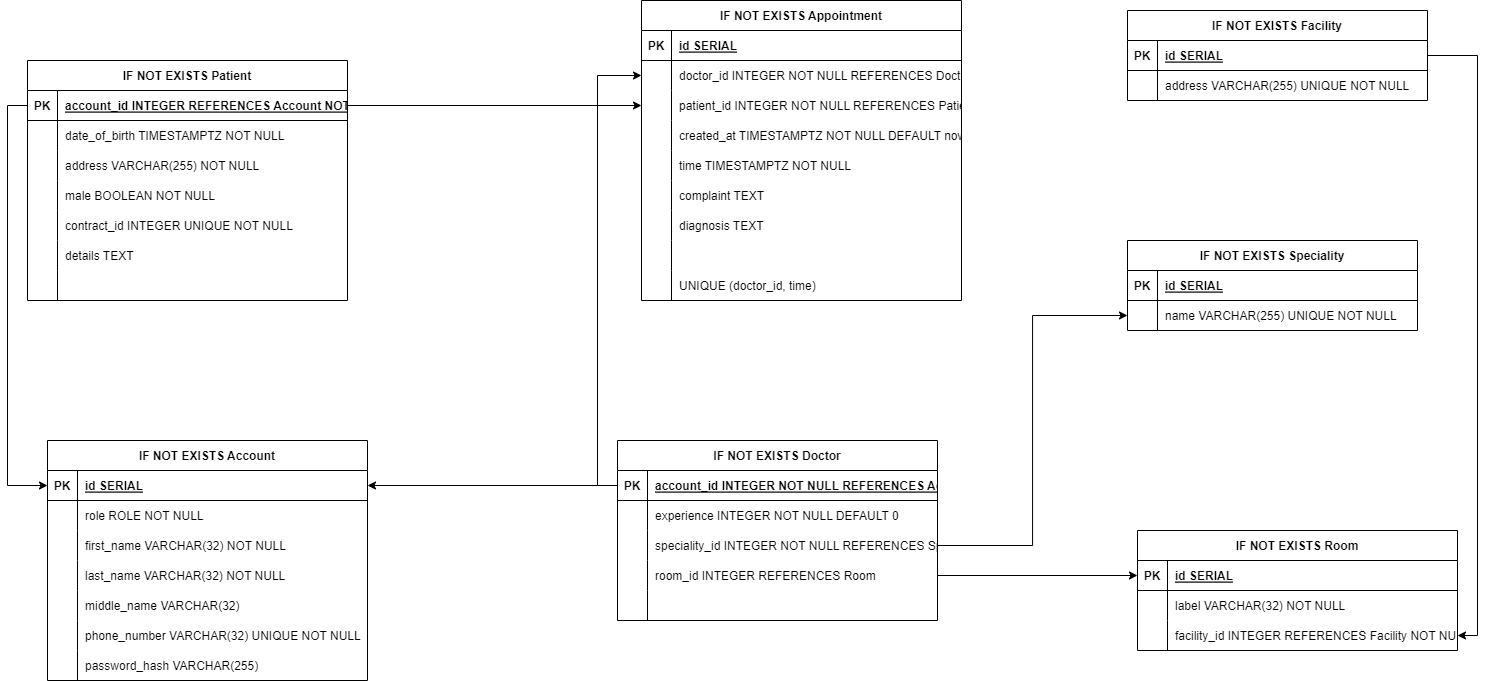 IF NOT EXISTS Patient
PK account_id INTEGER REFERENCES Account NOT
date_of_birth TIMESTAMPTZ NOT NULL
address VARCHAR(255) NOT NULL
male BOOLEAN NOT NULL
contract_id INTEGER UNIQUE NOT NULL
details TEXT
IF NOT EXISTS Appointment
PK id SERIAL
doctor_id INTEGER NOT NULL REFERENCES Doct
patient_id INTEGER NOT NULL REFERENCES Patie
created_at TIMESTAMPTZ NOT NULL DEFAULT now
time TIMESTAMPTZ NOT NULL
complaint TEXT
diagnosis TEXT
UNIQUE (doctor_id, time)
IF NOT EXISTS Facility
PK id SERIAL
address VARCHAR(255) UNIQUE NOT NULL
IF NOT EXISTS Speciality
PK id SERIAL
name VARCHAR(255) UNIQUE NOT NULL
IF NOT EXISTS Account
PK id SERIAL
role ROLE NOT NULL
first_name VARCHAR(32) NOT NULL
last_name VARCHAR(32) NOT NULL
middle_name VARCHAR(32)
phone_number VARCHAR(32) UNIQUE NOT NULL
password_hash VARCHAR(255)
IF NOT EXISTS Doctor
PK account_id INTEGER NOT NULL REFERENCES A
experience INTEGER NOT NULL DEFAULT 0
speciality_id INTEGER NOT NULL REFERENCES S
room_id INTEGER REFERENCES Room
IF NOT EXISTS Room
PK id SERIAL
label VARCHAR(32) NOT NULL
facility_id INTEGER REFERENCES Facility NOT NU